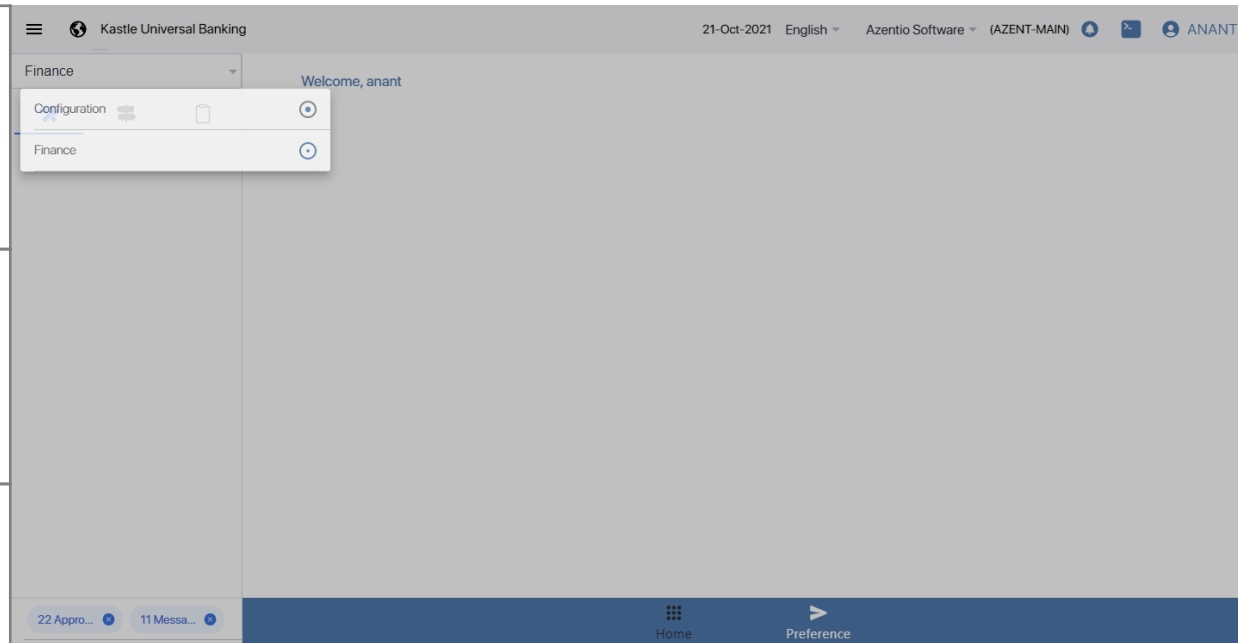 Kastle Universal Banking 21-Oct-2021 English Azentio Software (AZENT-MAIN) ANANT
Finance
Welcome, anant
Configuration
Finance
22 Appro... 11 Messa...
Home Preference